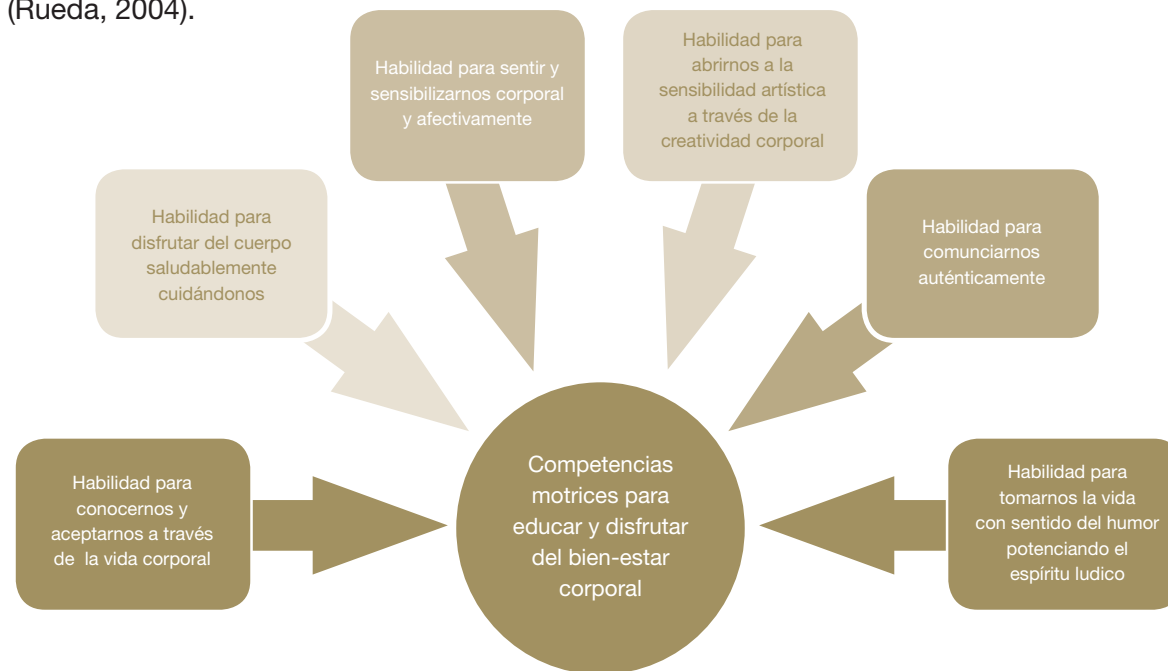 (Rueda, 2004).
Habilidad para sentir y
sensibilizarnos corporal
y afectivamente
Habilidad para
abrirnos a la
sensibilidad artística
a través de la
creatividad corporal
Habilidad para
disfrutar del cuerpo
saludablemente
cuidándonos
Habilidad para
comunciarnos
auténticamente
Habilidad para
conocernos y
aceptarnos a través
de la vida corporal
Competencias
motrices para
educar y disfrutar
del bien-estar
corporal
Habilidad para
tomarnos la vida
con sentido del humor
potenciando el
espíritu ludico